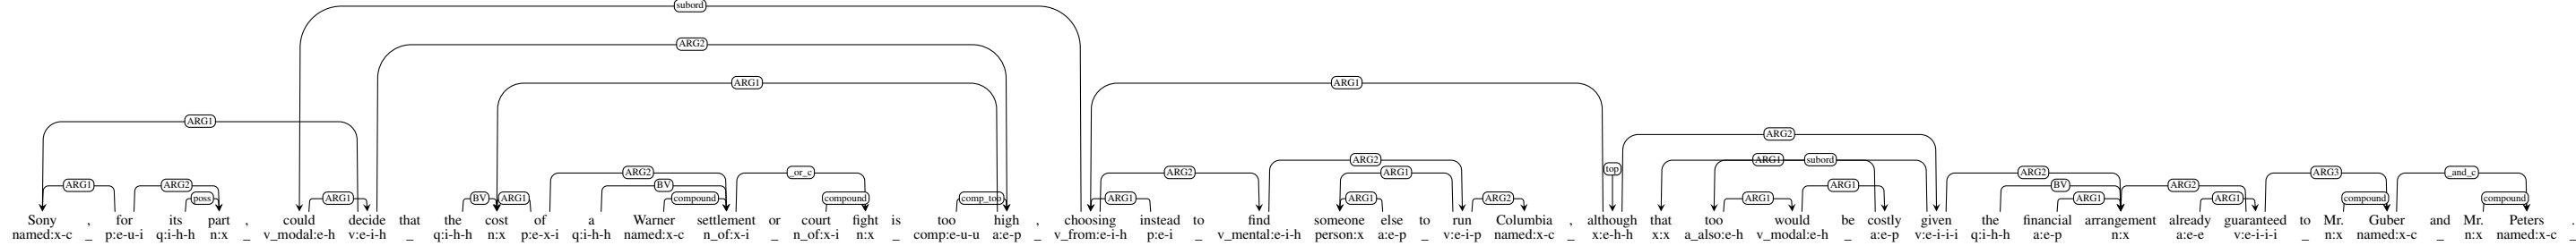 subord
ARG2
ARG1 ARG1
ARG1
ARG2
ARG1 subord
top
ARG2 _or_c ARG2 ARG1 ARG2 ARG3 _and_c
ARG1 ARG2 BV ARG1 ARG1 BV ARG2
poss ARG1 BV ARG1 compound compound comp_too ARG1 ARG1 ARG2 ARG1 ARG1 ARG1 compound compound
Sony , for its part , could decide that the cost of a Warner settlement or court fight is too high , choosing instead to find someone else to run Columbia , although that too would be costly given the financial arrangement already guaranteed to Mr. Guber and Mr. Peters .
named:x-c _ p:e-u-i q:i-h-h n:x _ v_modal:e-h v:e-i-h _ q:i-h-h n:x p:e-x-i q:i-h-h named:x-c n_of:x-i _ n_of:x-i n:x _ comp:e-u-u a:e-p _ v_from:e-i-h p:e-i _ v_mental:e-i-h person:x a:e-p _ v:e-i-p named:x-c _ x:e-h-h x:x a_also:e-h v_modal:e-h _ a:e-p v:e-i-i-i q:i-h-h a:e-p n:x a:e-e v:e-i-i-i _ n:x named:x-c _ n:x named:x-c _